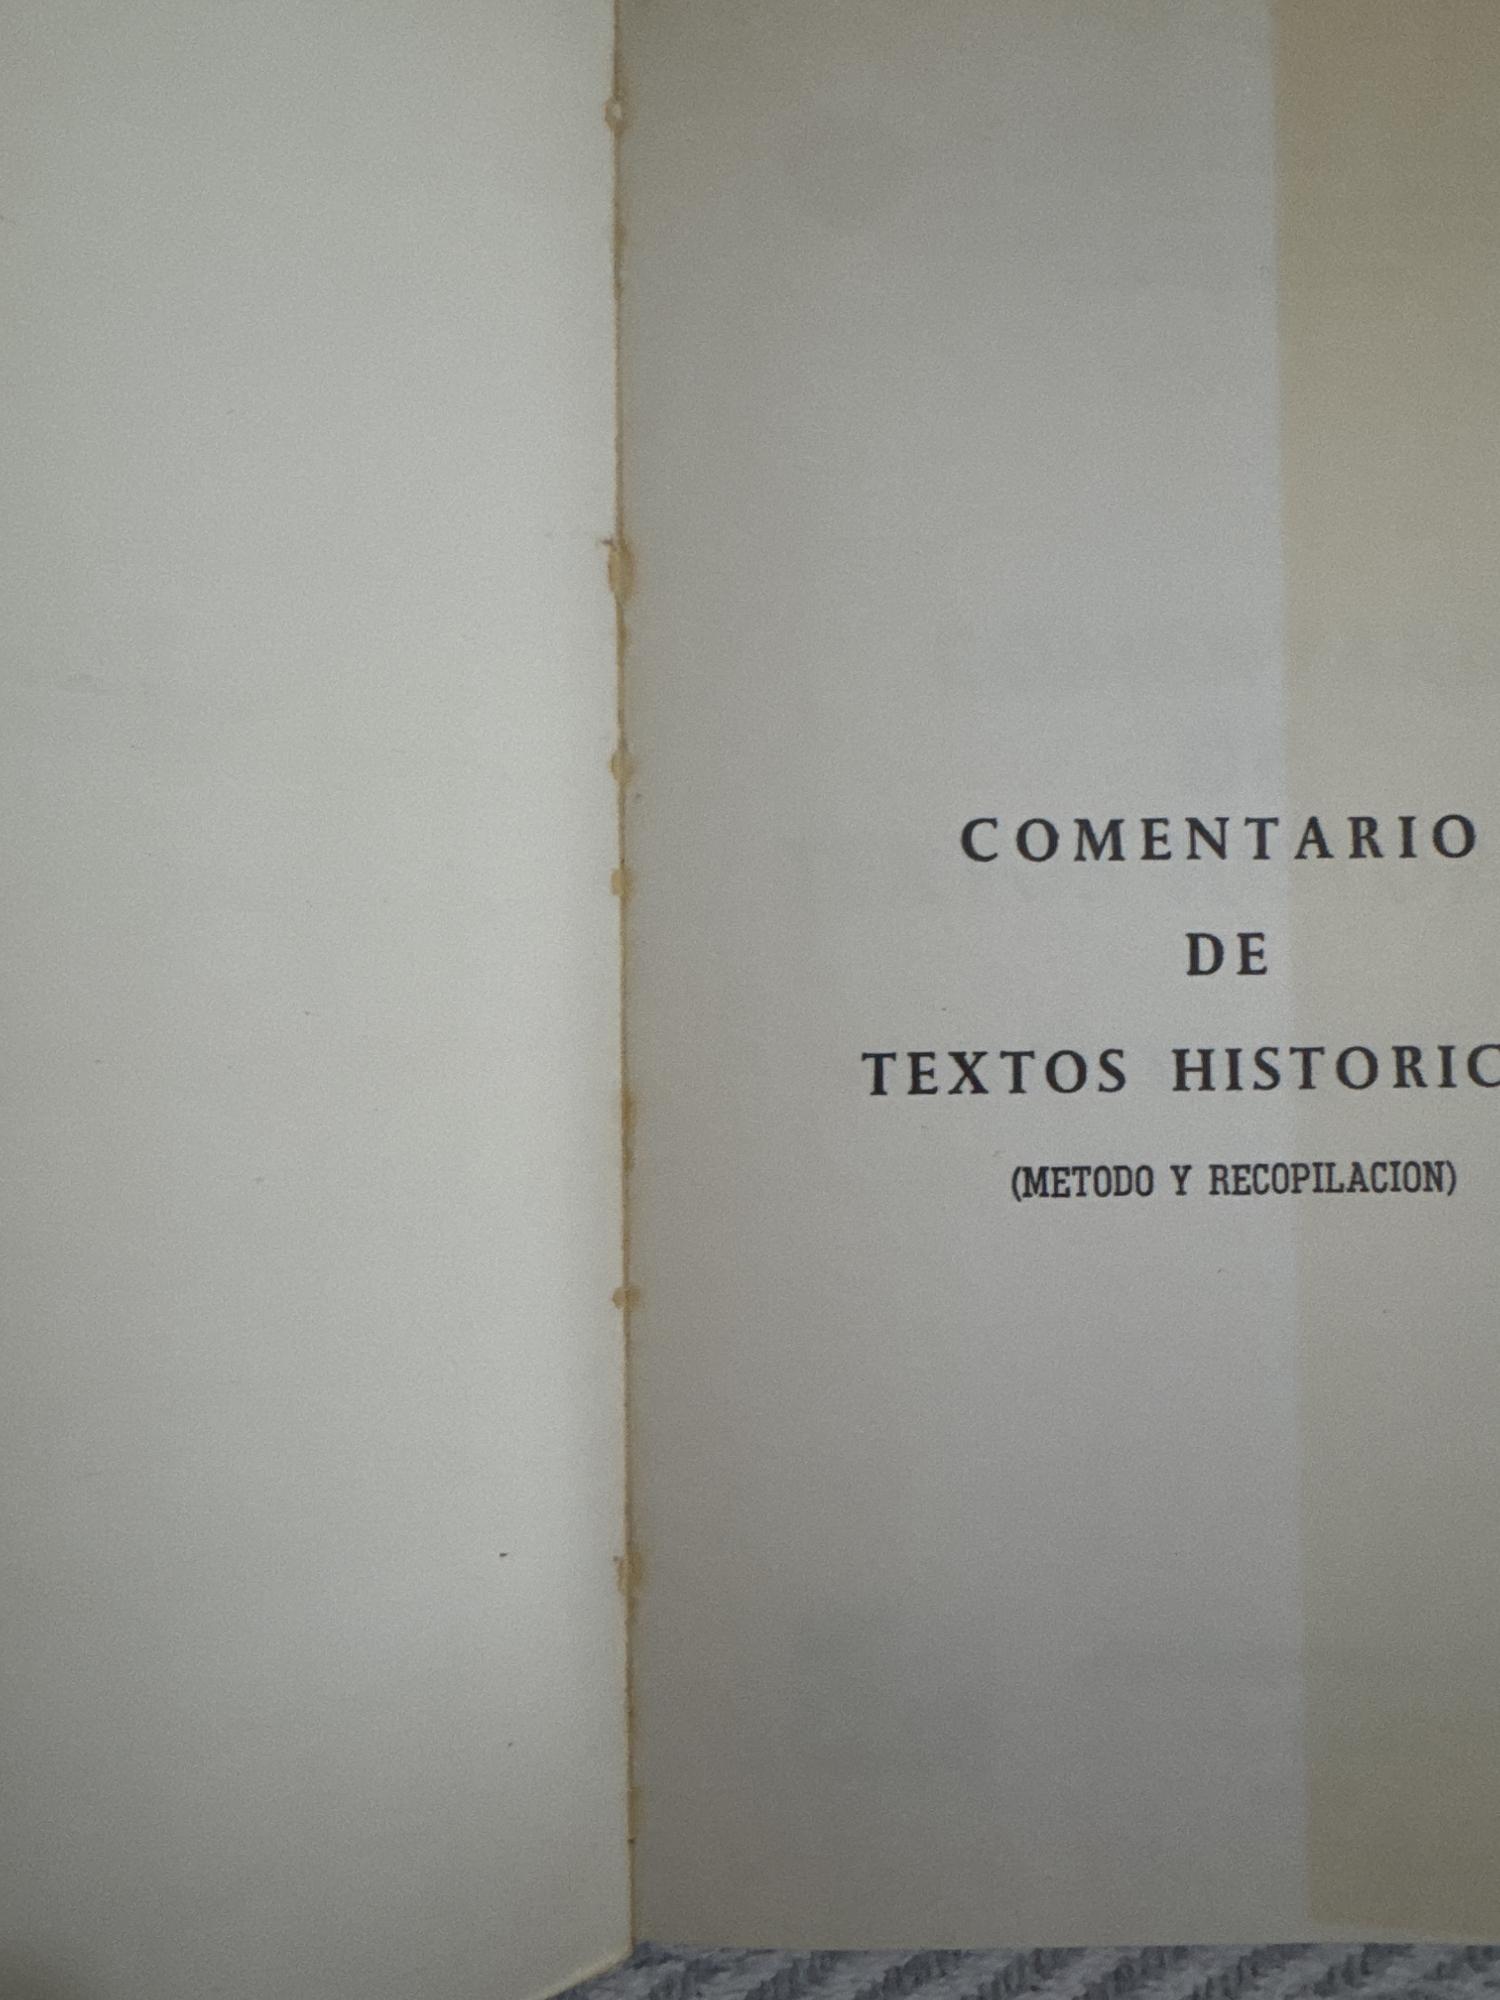 COMENTARIO
DE
TEXTOS HISTORIC
(METODO Y RECOPILACION)